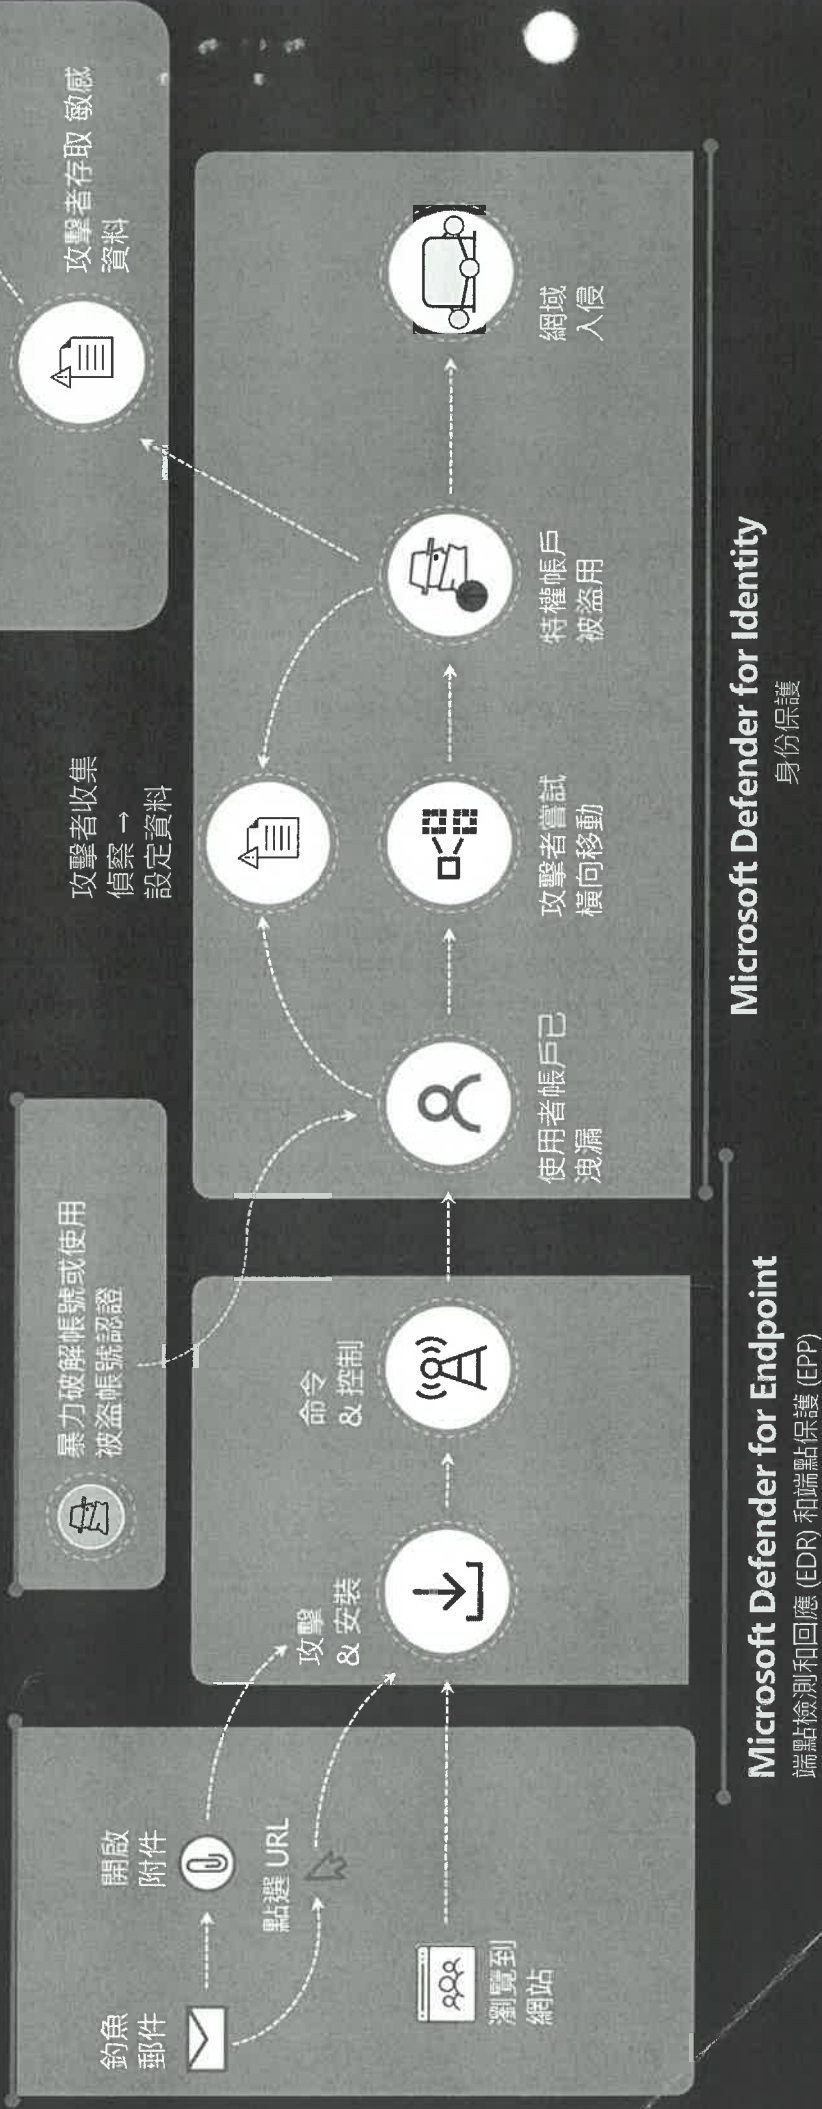 釣魚
郵件
開啟
附件
點選 URL
瀏覽到
網站
攻擊
& 安裝
命令
& 控制
暴力破解帳號或使用
被盜帳號認證
使用者帳戶已
洩漏
攻擊者收集
偵察 →
設定資料
攻擊者嘗試
橫向移動
特權帳戶
被盜用
網域
入侵
攻擊者存取 敏感
資料
Microsoft Defender for Endpoint
端點檢測和回應 (EDR) 和端點保護 (EPP)
Microsoft Defender for Identity
身份保護